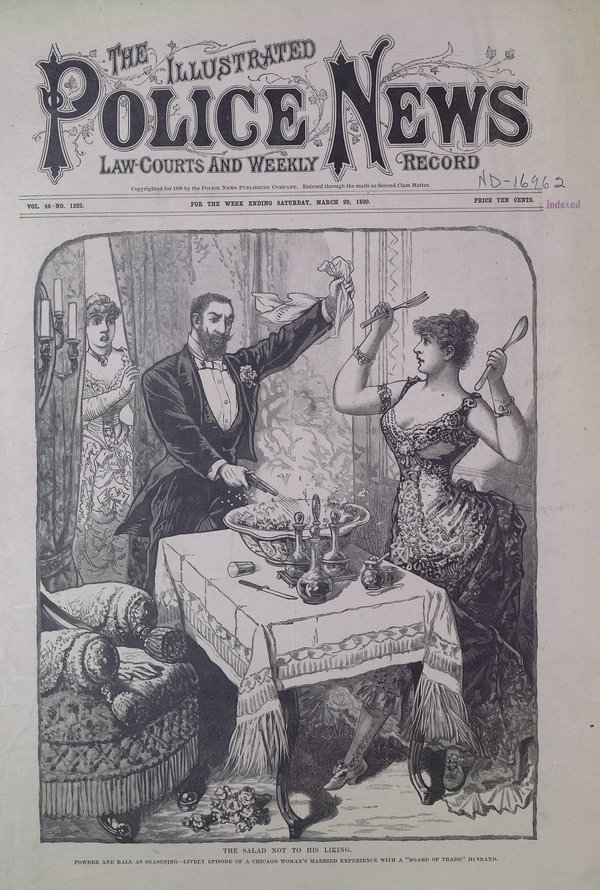 THE ILLUSTRATED
POLICE NEWS
LAW-COURTS AND WEEKLY RECORD
Copyrighted for 1890 by the POLICE NEWS PUBLISHING COMPANY. Entered through the mails as Second Class Matter.
ND-16962
VOL. 48-NO. 1223. FOR THE WEEK ENDING SATURDAY, MARCH 29, 1890. PRICE TEN CENTS.
Indexed
THE SALAD NOT TO HIS LIKING.
POWDER AND BALL AS SEASONING—LIVELY EPISODE OF A CHICAGO WOMAN'S MARRIED EXPERIENCE WITH A "BOARD OF TRADE" HUSBAND.